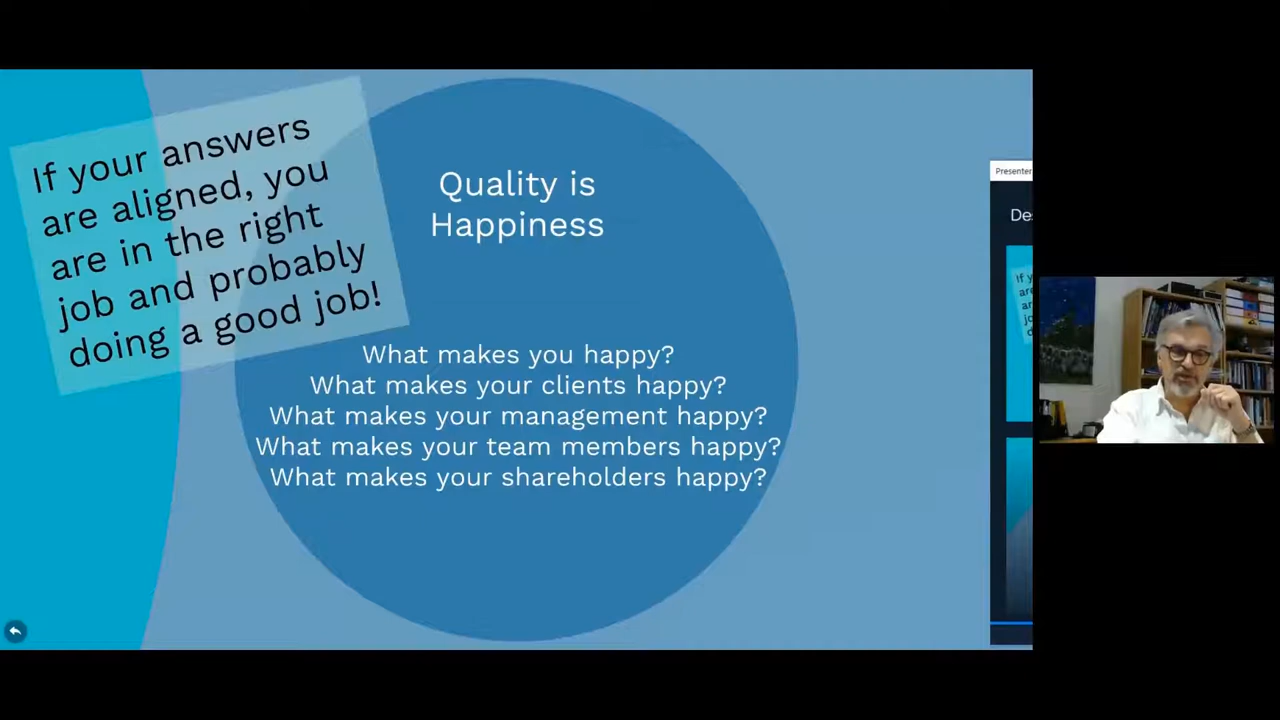 If your answers
are aligned, you
are in the right
job and probably
doing a good job!
Quality is
Happiness
What makes you happy?
What makes your clients happy?
What makes your management happy?
What makes your team members happy?
What makes your shareholders happy?
Presenter